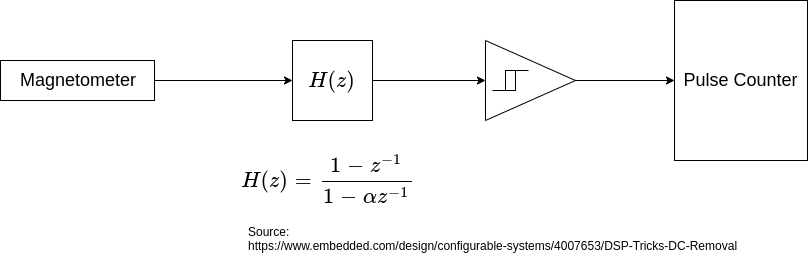 Magnetometer
H(z)
Pulse Counter
H(z) = \frac{1 - z^{-1}}{1 - αz^{-1}}
Source:
https://www.embedded.com/design/configurable-systems/4007653/DSP-Tricks-DC-Removal